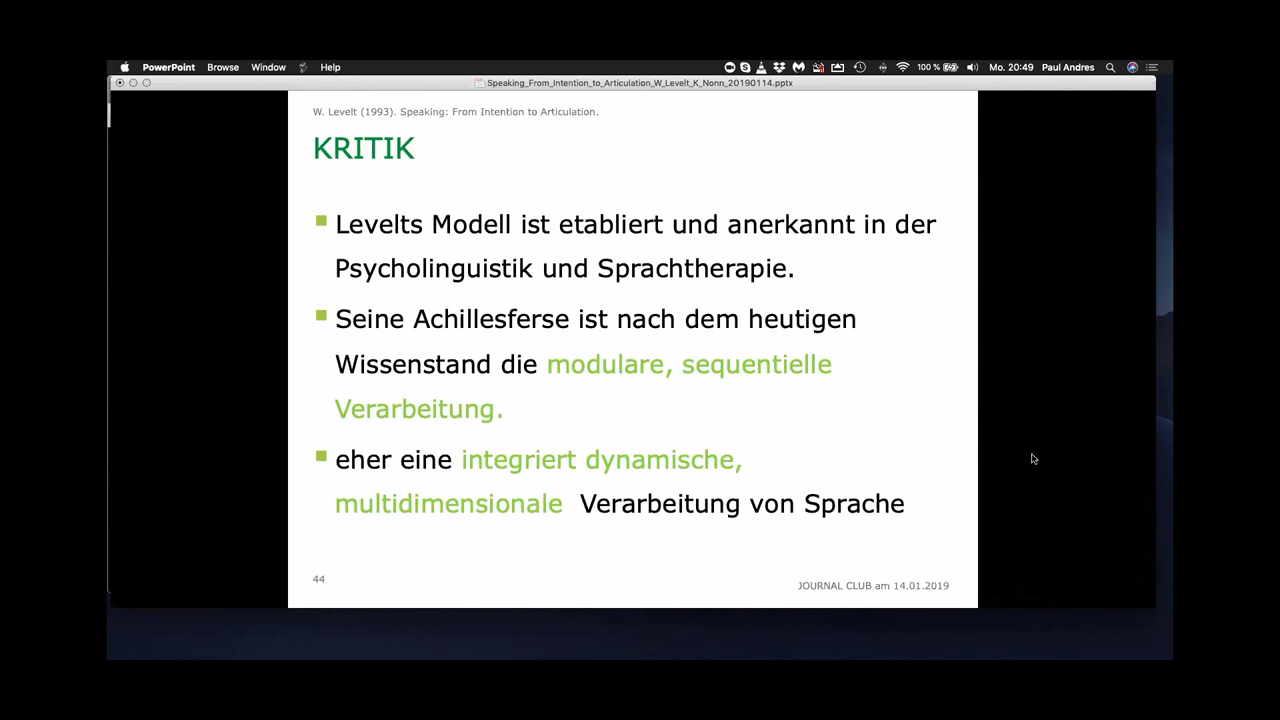 PowerPoint Browse Window Help 100 % Mo. 20:49 Paul Andres
Speaking_From_Intention_to_Articulation_W_Levelt_K_Nonn_20190114.pptx
W. Levelt (1993). Speaking: From Intention to Articulation.
KRITIK
Levelts Modell ist etabliert und anerkannt in der
Psycholinguistik und Sprachtherapie.
Seine Achillesferse ist nach dem heutigen
Wissenstand die modulare, sequentielle
Verarbeitung.
eher eine integriert dynamische,
multidimensionale Verarbeitung von Sprache
44
JOURNAL CLUB am 14.01.2019